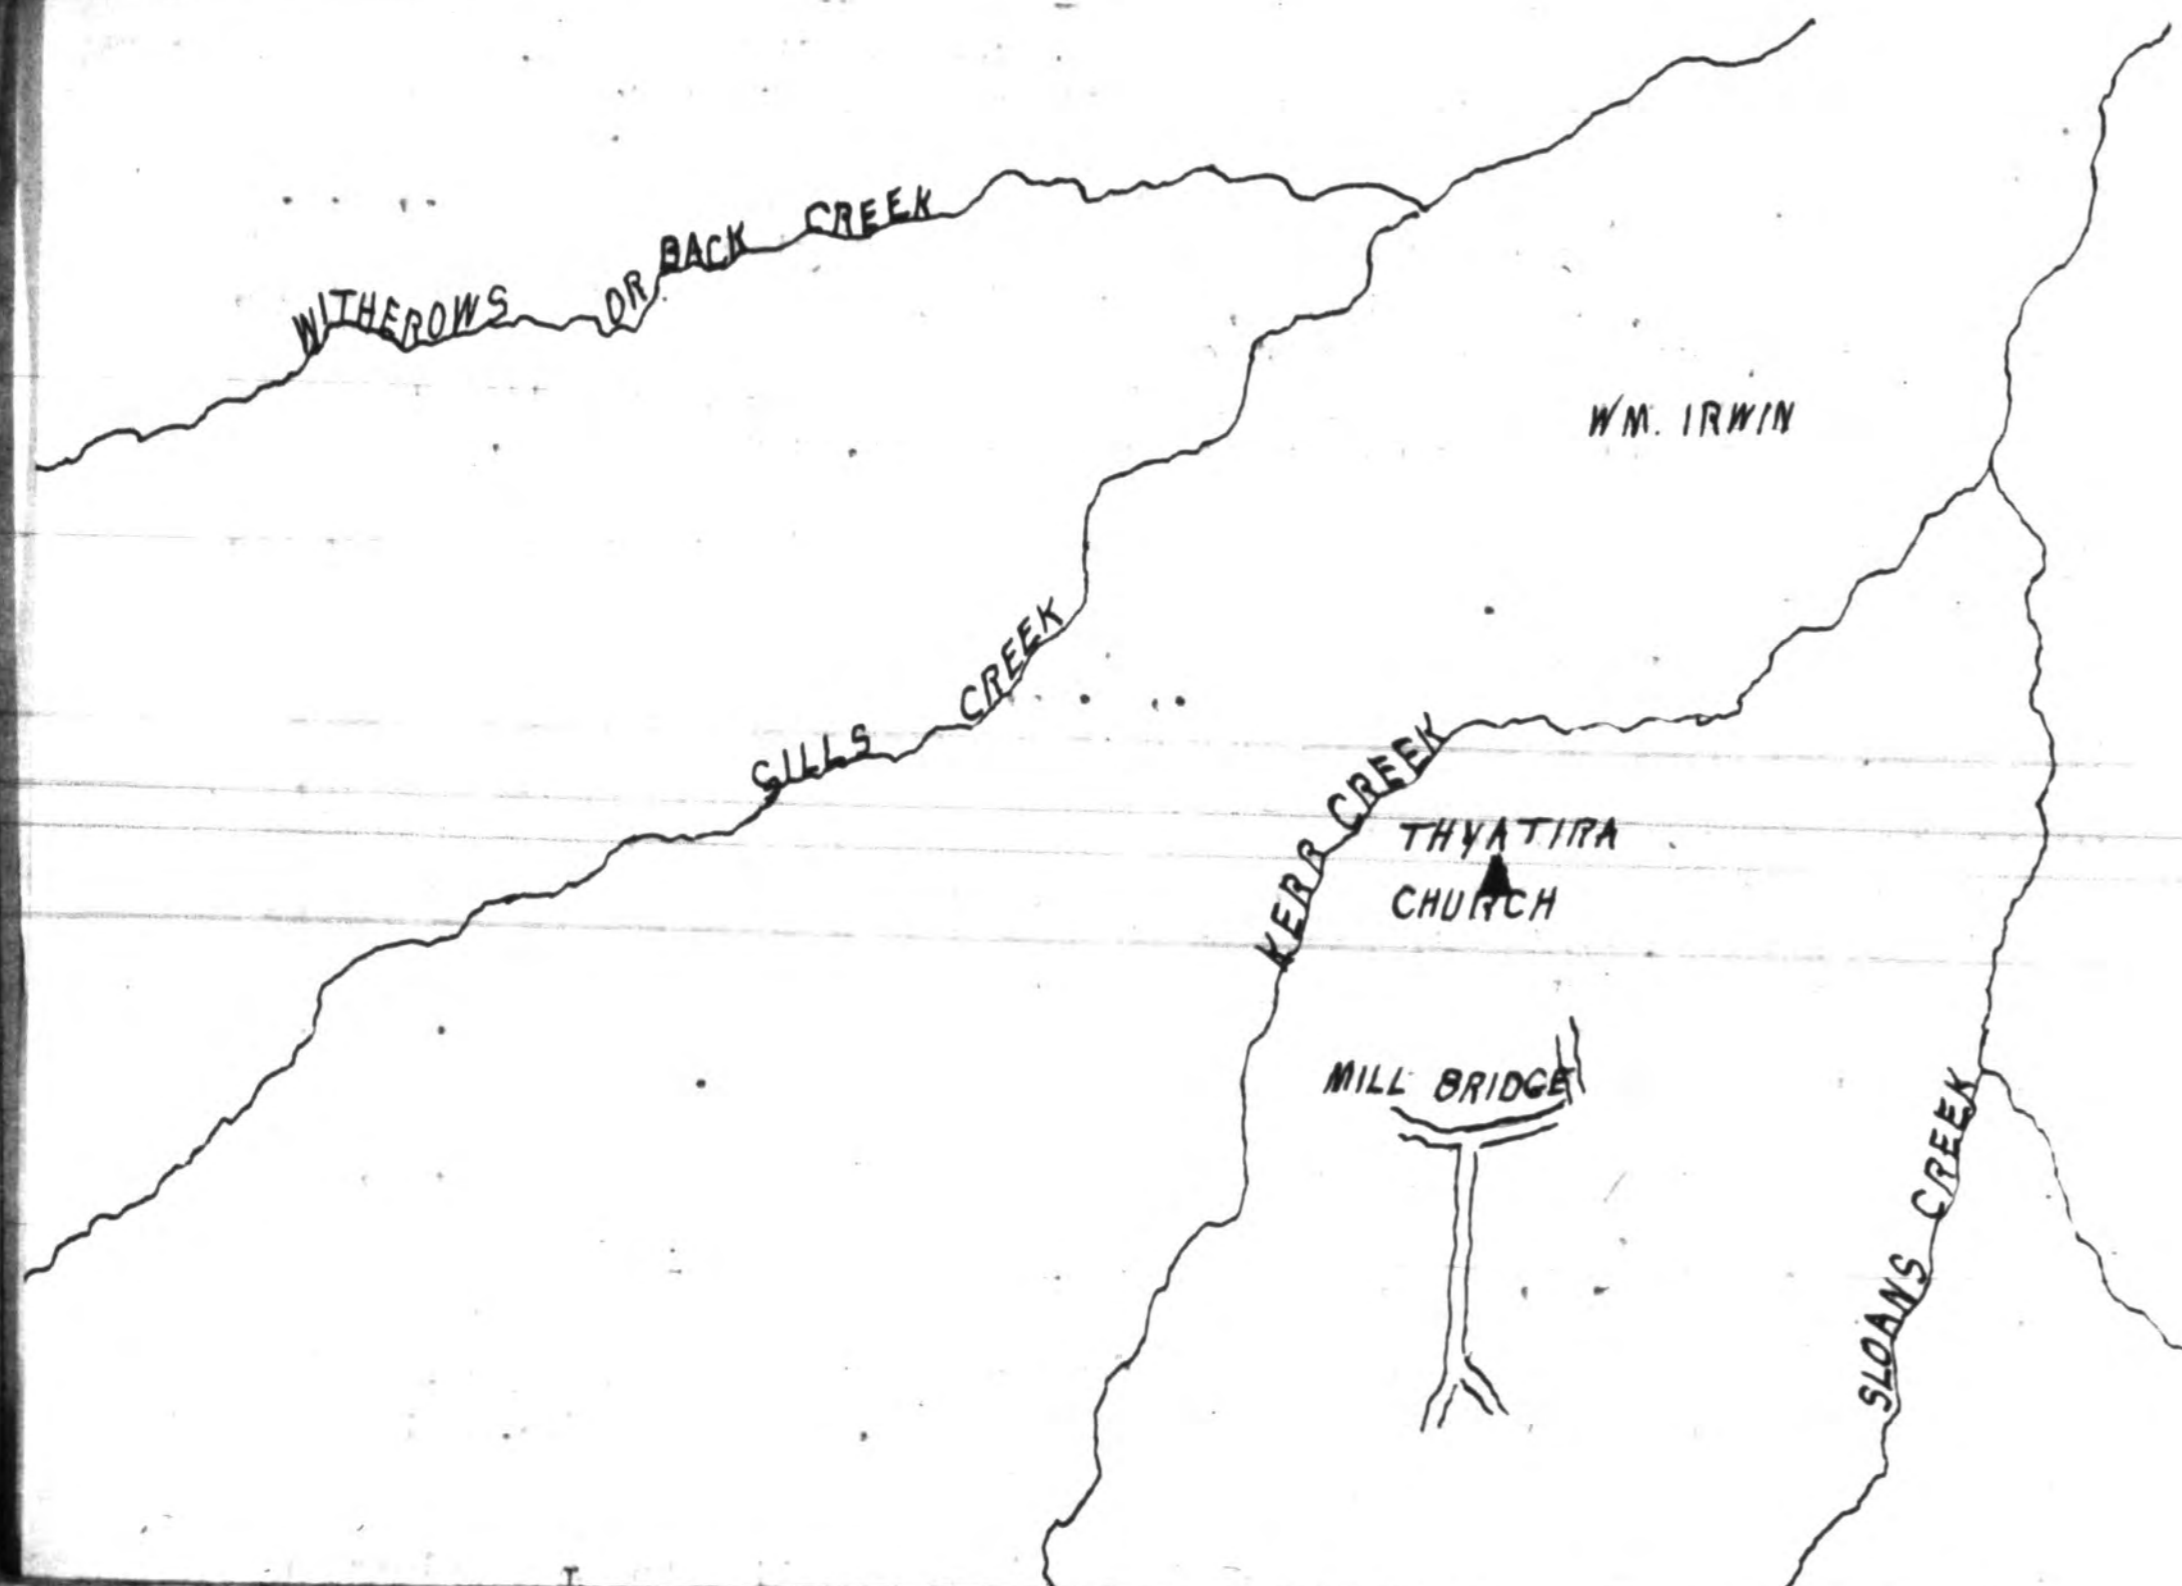 WITHEROWS OR BACK CREEK
WM. IRWIN
GILLS CREEK
KERR CREEK
THYATIRA
CHURCH
MILL BRIDGE
SLOANS CREEK